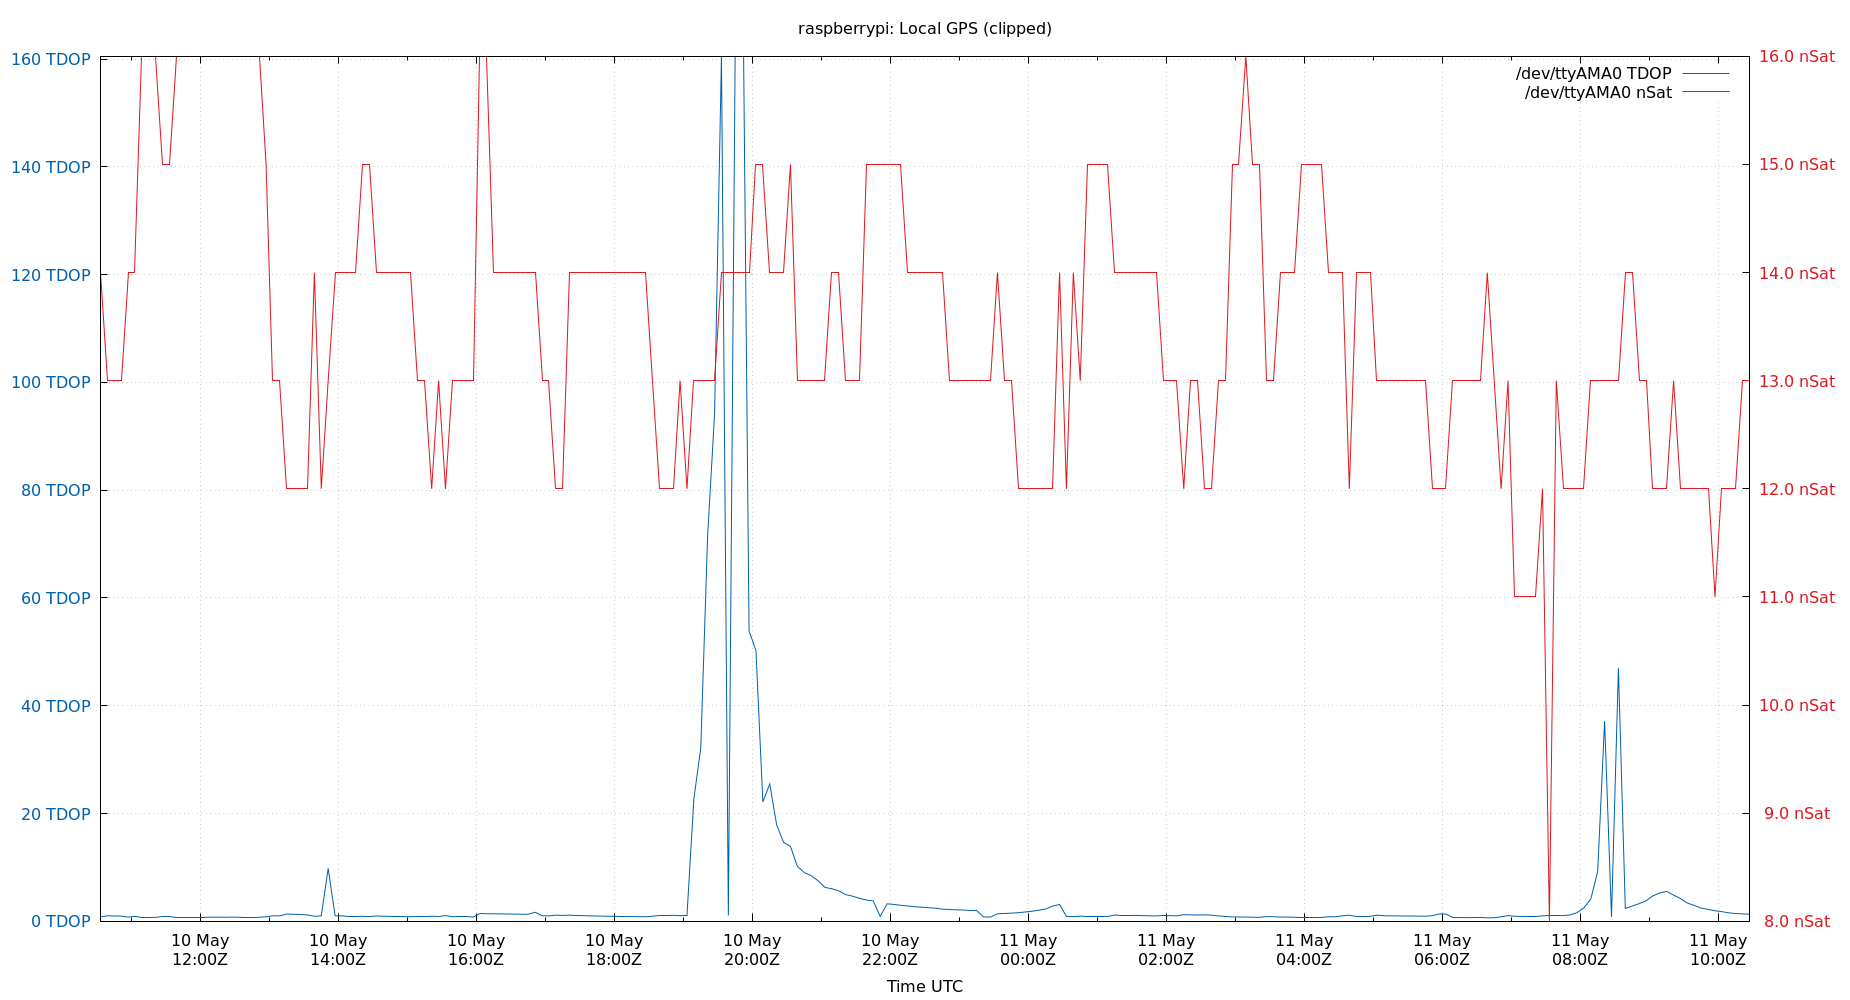 raspberrypi: Local GPS (clipped)
160 TDOP
140 TDOP
120 TDOP
100 TDOP
80 TDOP
60 TDOP
40 TDOP
20 TDOP
0 TDOP
/dev/ttyAMA0 TDOP
/dev/ttyAMA0 nSat
16.0 nSat
15.0 nSat
14.0 nSat
13.0 nSat
12.0 nSat
11.0 nSat
10.0 nSat
9.0 nSat
8.0 nSat
10 May
12:00Z
10 May
14:00Z
10 May
16:00Z
10 May
18:00Z
10 May
20:00Z
10 May
22:00Z
11 May
00:00Z
11 May
02:00Z
11 May
04:00Z
11 May
06:00Z
11 May
08:00Z
11 May
10:00Z
Time UTC